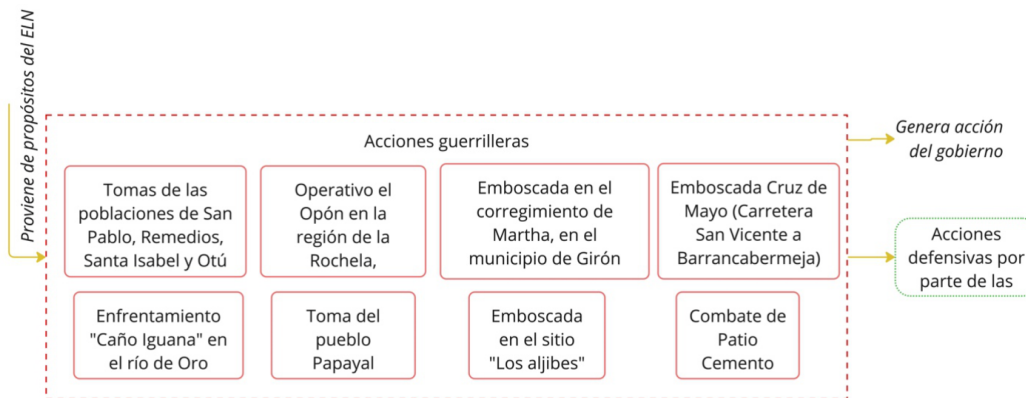 Proviene de propósitos del ELN
Acciones guerrilleras
Genera acción
del gobierno
Tomas de las
poblaciones de San
Pablo, Remedios,
Santa Isabel y Otú
Operativo el
Opón en la
región de la
Rochela,
Emboscada en el
corregimiento de
Martha, en el
municipio de Girón
Emboscada Cruz de
Mayo (Carretera
San Vicente a
Barrancabermeja)
Acciones
defensivas por
parte de las
Enfrentamiento
"Caño Iguana" en
el río de Oro
Toma del
pueblo
Papayal
Emboscada
en el sitio
"Los aljibes"
Combate de
Patio
Cemento